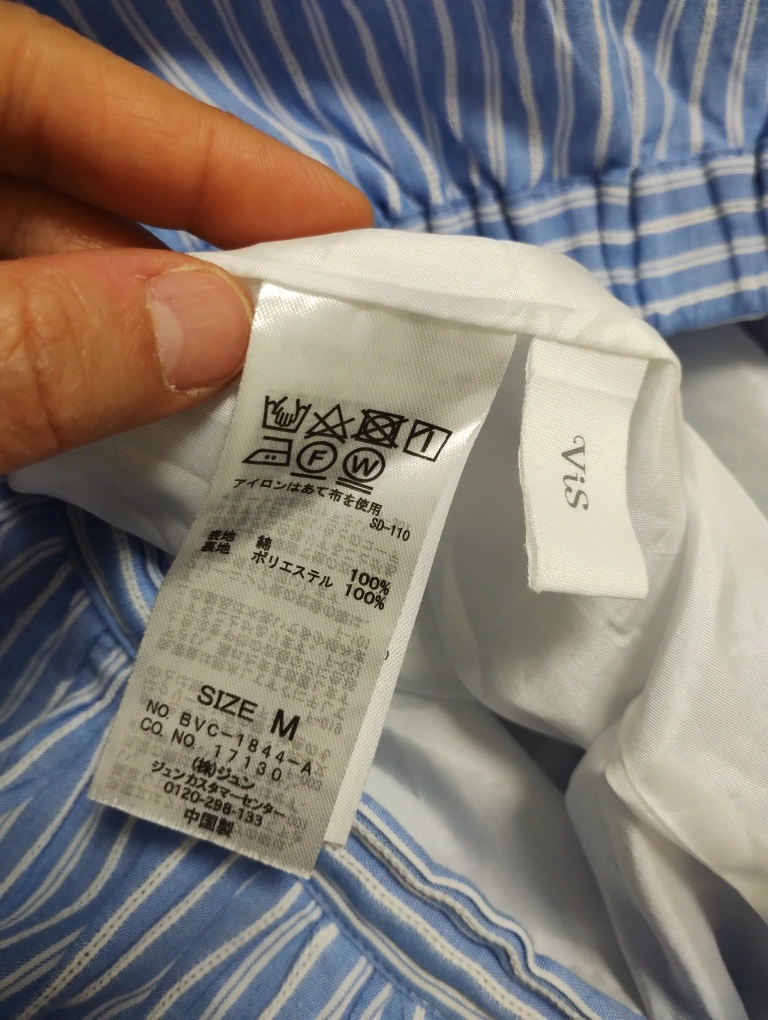 F W
アイロンはあて布を使用
SD-110
表地 綿 100%
裏地 ポリエステル 100%
SIZE M
NO. BVC-1844-A
CO. NO. 17130
(株)ジュン
ジュンカスタマーセンター
0120-298-133
中国製
ViS